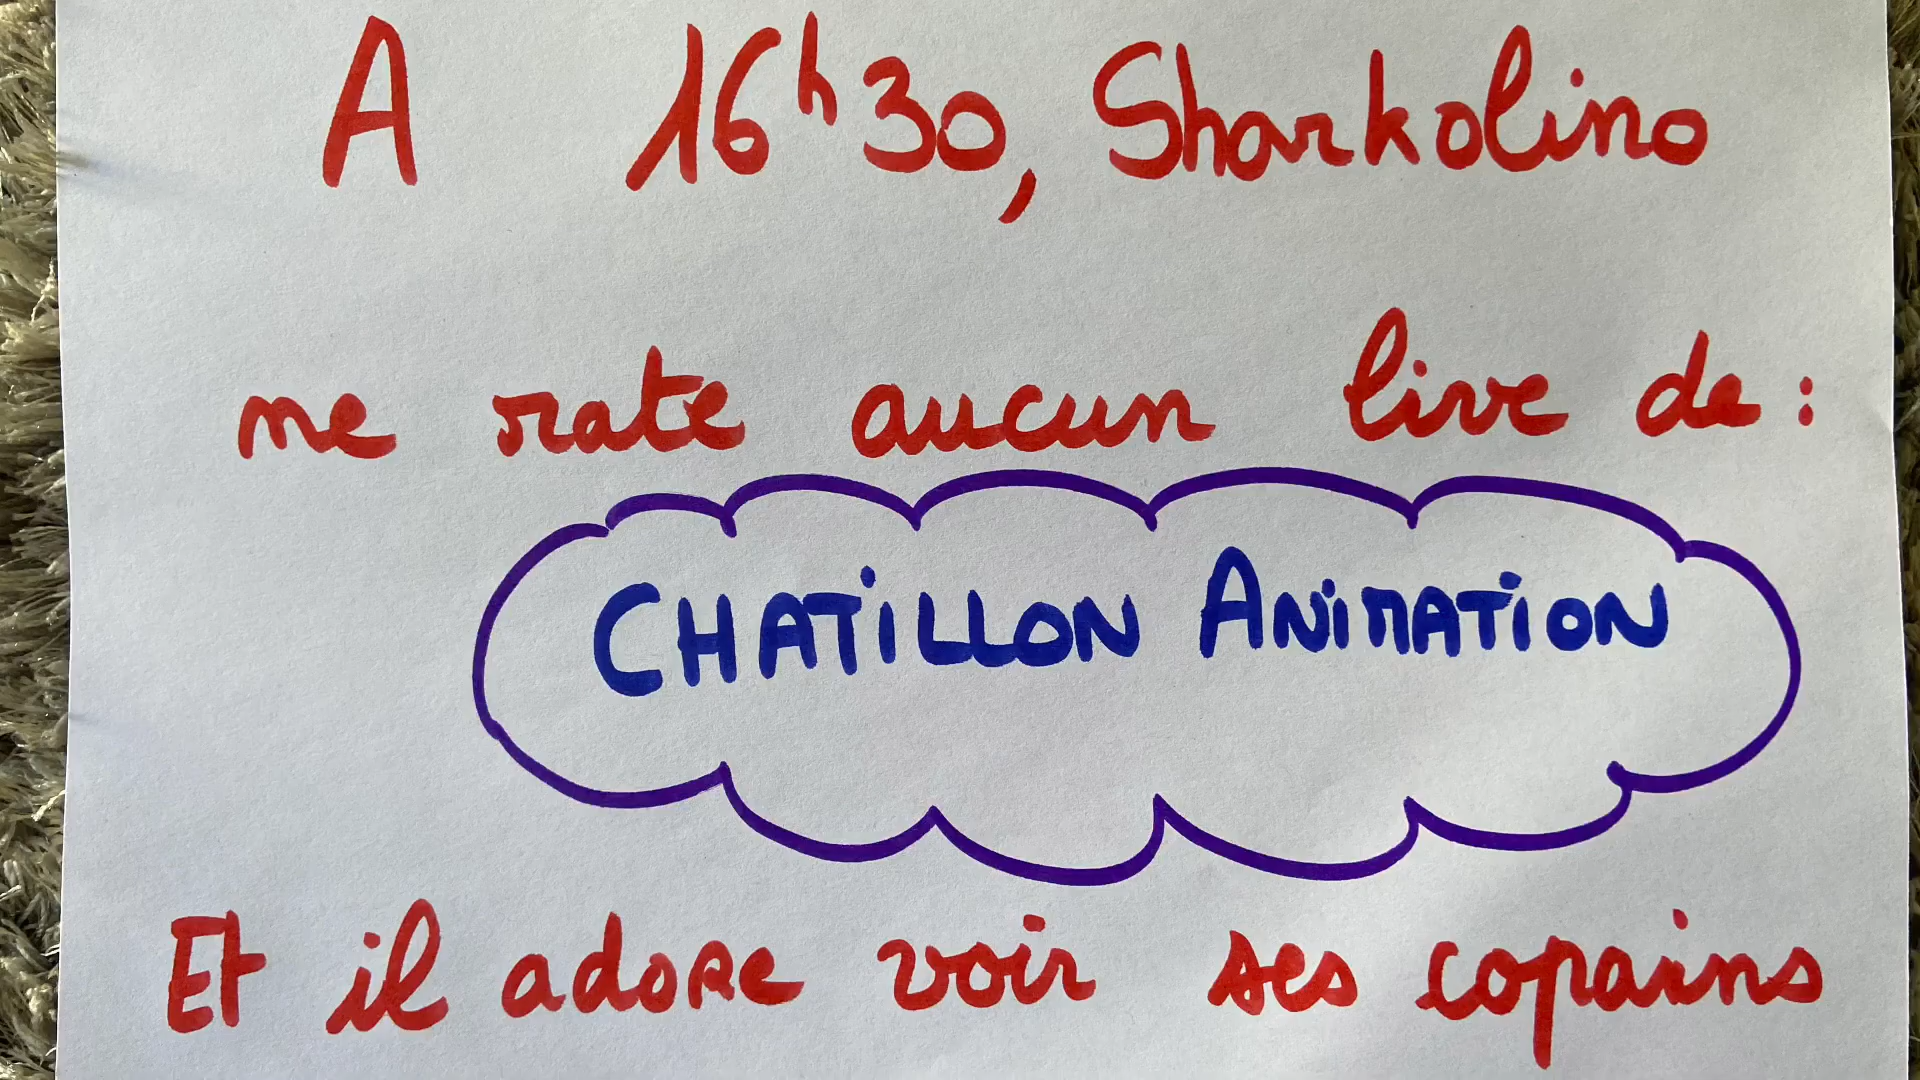 A 16h30, Sharkolino
ne rate aucun live de :
CHATiLLON ANiMATiON
Et il adore voir ses copains